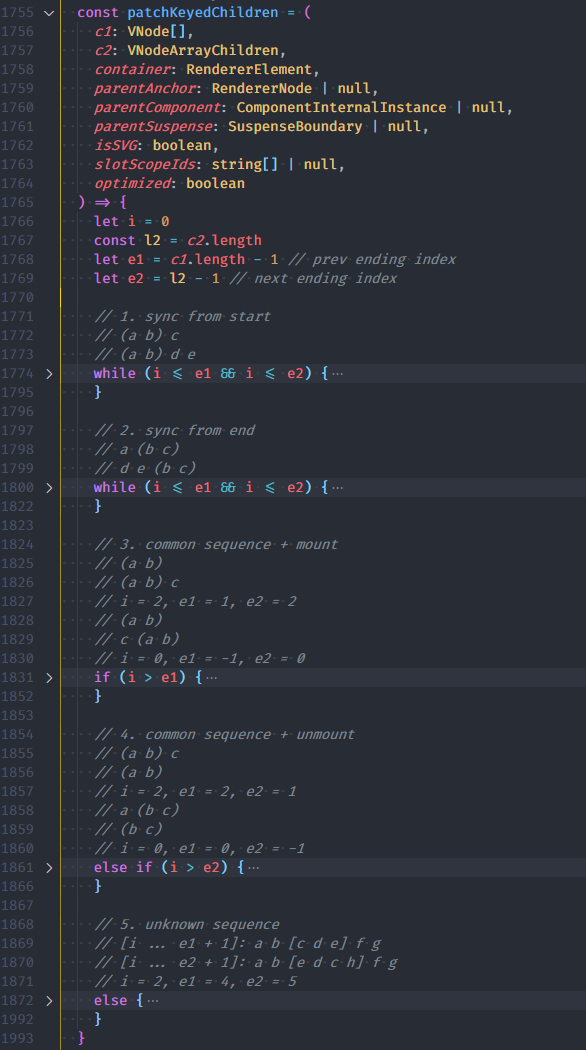 1755 const patchKeyedChildren = (
1756 c1: VNode[],
1757 c2: VNodeArrayChildren,
1758 container: RendererElement,
1759 parentAnchor: RendererNode | null,
1760 parentComponent: ComponentInternalInstance | null,
1761 parentSuspense: SuspenseBoundary | null,
1762 isSVG: boolean,
1763 slotScopeIds: string[] | null,
1764 optimized: boolean
1765 ) => {
1766 let i = 0
1767 const l2 = c2.length
1768 let e1 = c1.length - 1 // prev ending index
1769 let e2 = l2 - 1 // next ending index
1770
1771 // 1. sync from start
1772 // (a b) c
1773 // (a b) d e
1774 while (i <= e1 && i <= e2) {…
1795 }
1796
1797 // 2. sync from end
1798 // a (b c)
1799 // d e (b c)
1800 while (i <= e1 && i <= e2) {…
1822 }
1823
1824 // 3. common sequence + mount
1825 // (a b)
1826 // (a b) c
1827 // i = 2, e1 = 1, e2 = 2
1828 // (a b)
1829 // c (a b)
1830 // i = 0, e1 = -1, e2 = 0
1831 if (i > e1) {…
1852 }
1853
1854 // 4. common sequence + unmount
1855 // (a b) c
1856 // (a b)
1857 // i = 2, e1 = 2, e2 = 1
1858 // a (b c)
1859 // (b c)
1860 // i = 0, e1 = 0, e2 = -1
1861 else if (i > e2) {…
1866 }
1867
1868 // 5. unknown sequence
1869 // [i ... e1 + 1]: a b [c d e] f g
1870 // [i ... e2 + 1]: a b [e d c h] f g
1871 // i = 2, e1 = 4, e2 = 5
1872 else {…
1992 }
1993 }